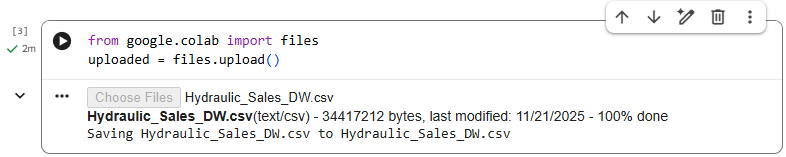 [3]
2m
from google.colab import files
uploaded = files.upload()
Choose Files Hydraulic_Sales_DW.csv
Hydraulic_Sales_DW.csv(text/csv) - 34417212 bytes, last modified: 11/21/2025 - 100% done
Saving Hydraulic_Sales_DW.csv to Hydraulic_Sales_DW.csv